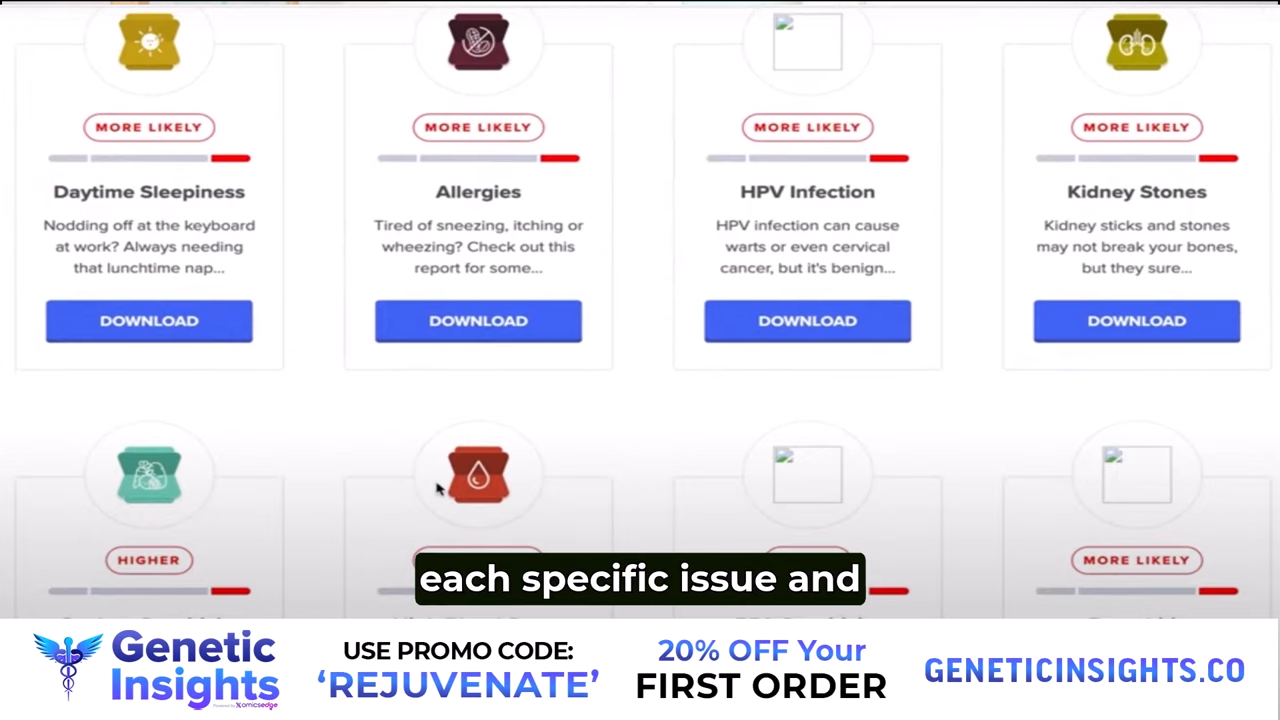 MORE LIKELY
MORE LIKELY
MORE LIKELY
MORE LIKELY
Daytime Sleepiness
Allergies
HPV Infection
Kidney Stones
Nodding off at the keyboard
at work? Always needing
that lunchtime nap...
Tired of sneezing, itching or
wheezing? Check out this
report for some...
HPV infection can cause
warts or even cervical
cancer, but it's benign...
Kidney sticks and stones
may not break your bones,
but they sure...
DOWNLOAD
DOWNLOAD
DOWNLOAD
DOWNLOAD
HIGHER
MORE LIKELY
each specific issue and
Genetic
Insights
Powered by omicsedge
USE PROMO CODE:
‘REJUVENATE’
20% OFF Your
FIRST ORDER
GENETICINSIGHTS.CO